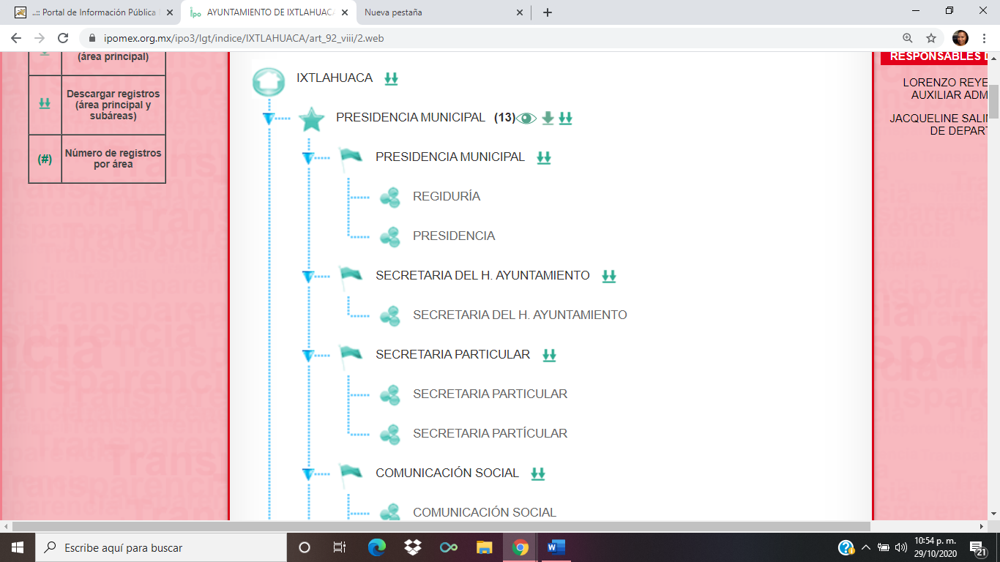 ..:: Portal de Información Pública
AYUNTAMIENTO DE IXTLAHUACA
Nueva pestaña
ipomex.org.mx/ipo3/lgt/indice/IXTLAHUACA/art_92_viii/2.web
(área principal)
Descargar registros
(área principal y
subáreas)
(#) Número de registros
por área
IXTLAHUACA
PRESIDENCIA MUNICIPAL (13)
PRESIDENCIA MUNICIPAL
REGIDURÍA
PRESIDENCIA
SECRETARIA DEL H. AYUNTAMIENTO
SECRETARIA DEL H. AYUNTAMIENTO
SECRETARIA PARTICULAR
SECRETARIA PARTICULAR
SECRETARIA PARTÍCULAR
COMUNICACIÓN SOCIAL
COMUNICACIÓN SOCIAL
RESPONSABLES
LORENZO REYE
AUXILIAR ADM
JACQUELINE SALI
DE DEPART
Escribe aquí para buscar
10:54 p. m.
29/10/2020
21